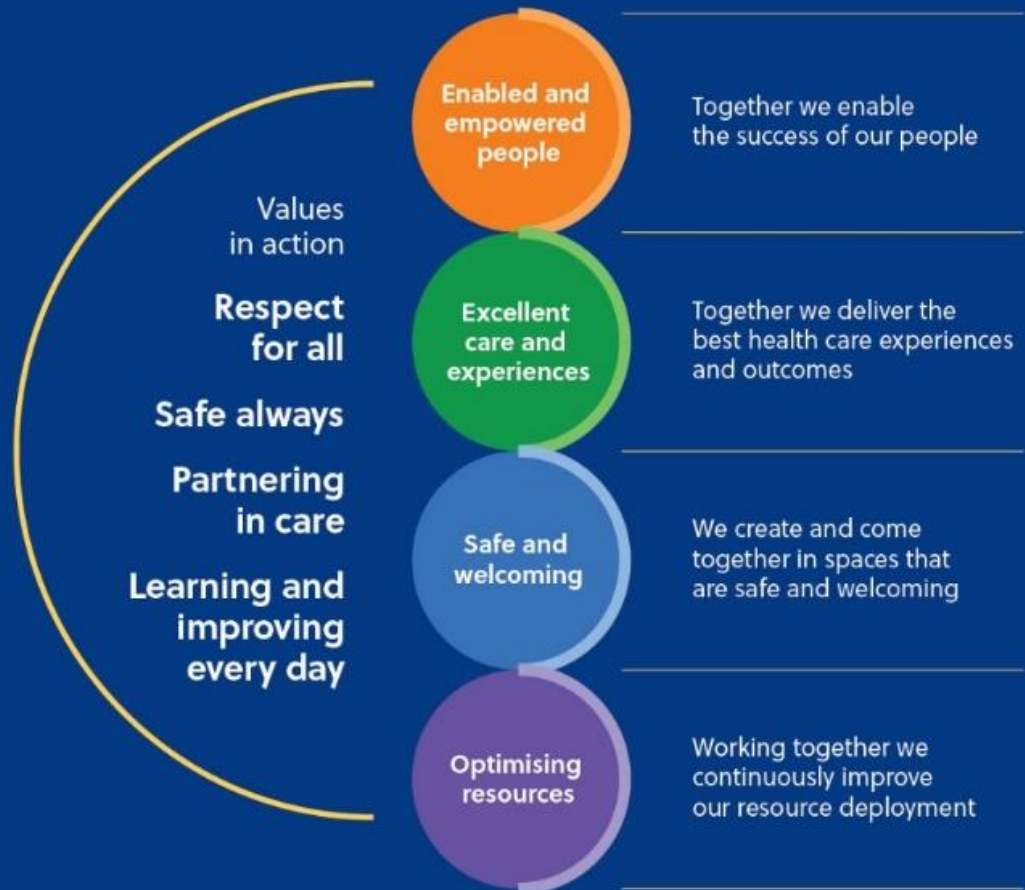 Values
in action
Respect
for all
Safe always
Partnering
in care
Learning and
improving
every day
Enabled and
empowered
people
Together we enable
the success of our people
Excellent
care and
experiences
Together we deliver the
best health care experiences
and outcomes
Safe and
welcoming
We create and come
together in spaces that
are safe and welcoming
Optimising
resources
Working together we
continuously improve
our resource deployment